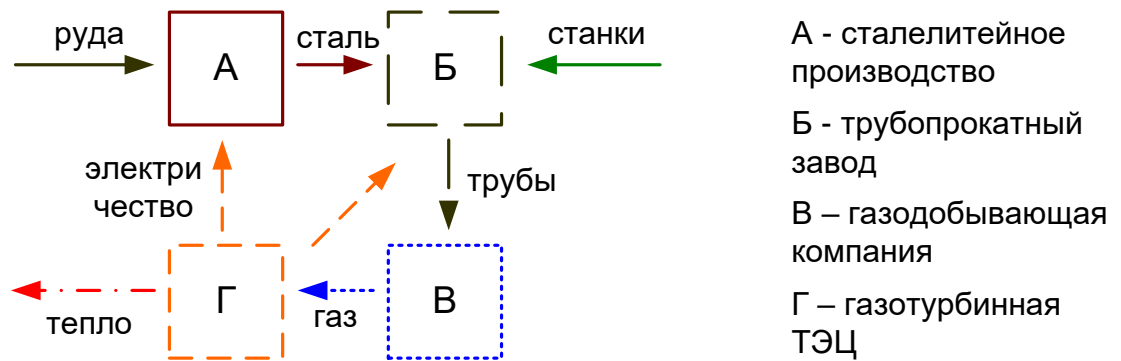 руда
сталь
станки
А
Б
электри
чество
трубы
Г
В
тепло
газ
А - сталелитейное
производство
Б - трубопрокатный
завод
В – газодобывающая
компания
Г – газотурбинная
ТЭЦ